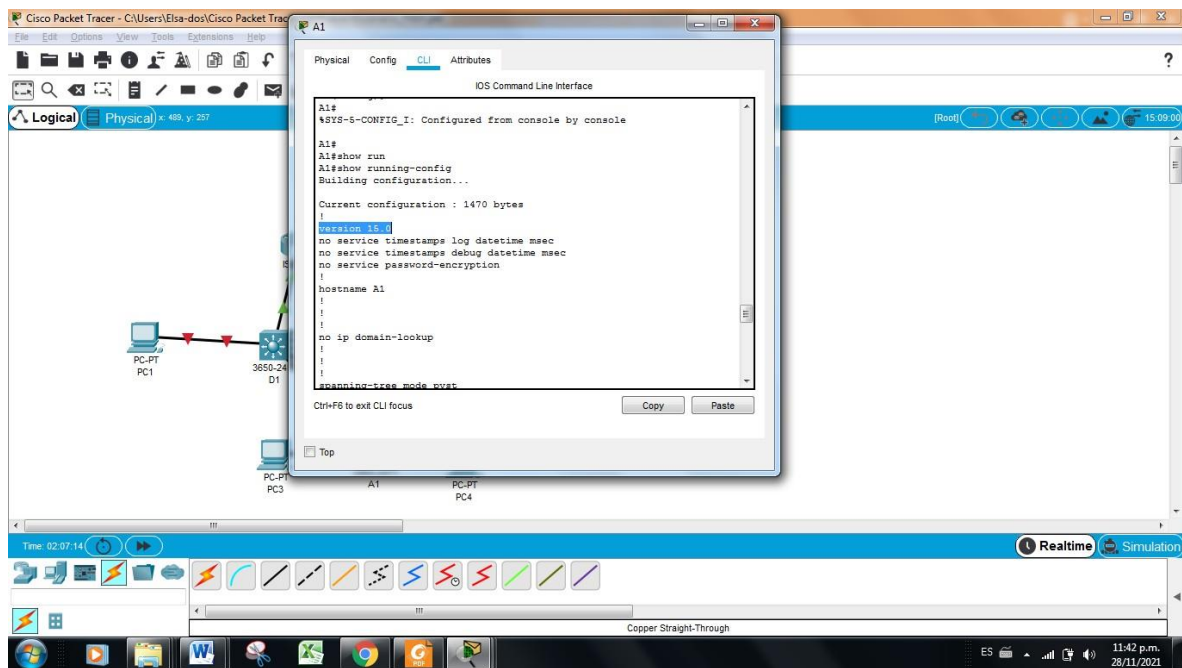 Cisco Packet Tracer - C:\Users\Elsa-dos\Cisco Packet Trac
File Edit Options View Tools Extensions Help
?
Logical Physical x: 489, y: 257
[Root] 15:09:00
A1
Physical Config CLI Attributes
IOS Command Line Interface
A1#
%SYS-5-CONFIG_I: Configured from console by console
A1#
A1#show run
A1#show running-config
Building configuration...
Current configuration : 1470 bytes
!
version 15.0
no service timestamps log datetime msec
no service timestamps debug datetime msec
no service password-encryption
!
hostname A1
!
!
!
no ip domain-lookup
!
!
!
spanning-tree mode pvst
Ctrl+F6 to exit CLI focus
Copy Paste
Top
PC-PT
PC1
3650-24
D1
PC-PT
PC3
A1
PC-PT
PC4
Time: 02:07:14
Realtime Simulation
Copper Straight-Through
ES
11:42 p.m.
28/11/2021